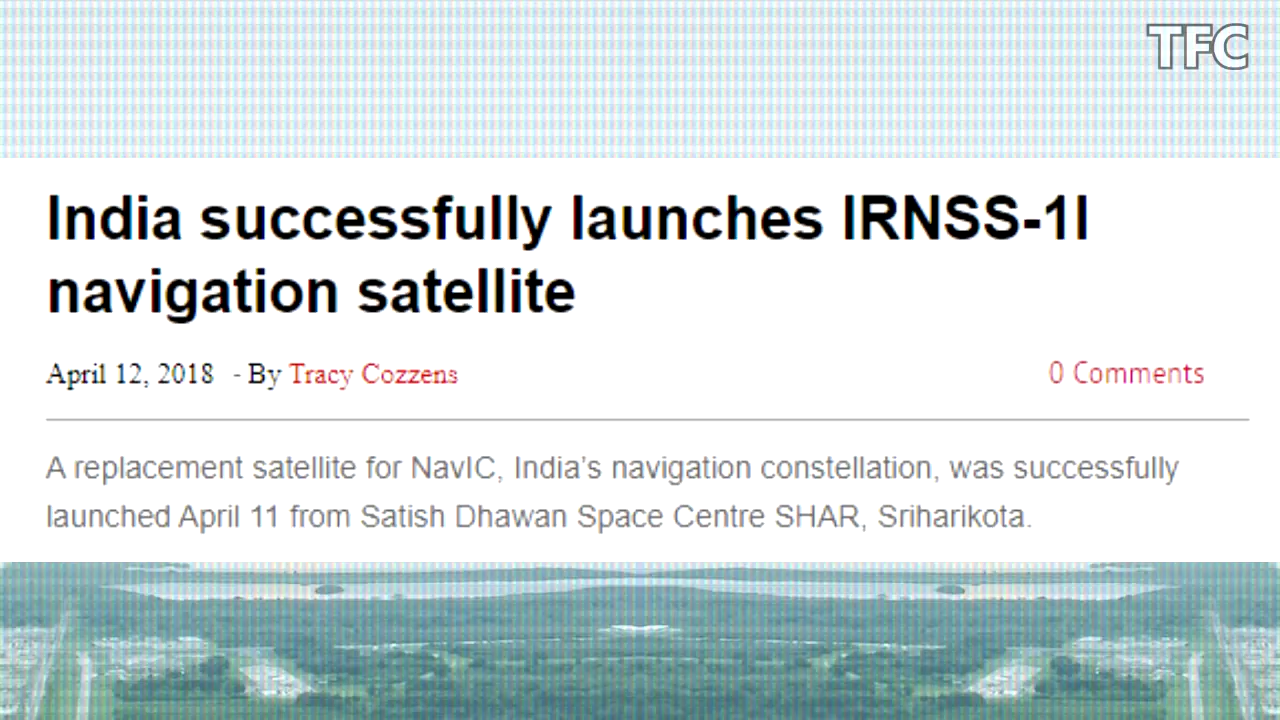 TFC
India successfully launches IRNSS-1I
navigation satellite
April 12, 2018 - By Tracy Cozzens
0 Comments
A replacement satellite for NavIC, India’s navigation constellation, was successfully
launched April 11 from Satish Dhawan Space Centre SHAR, Sriharikota.